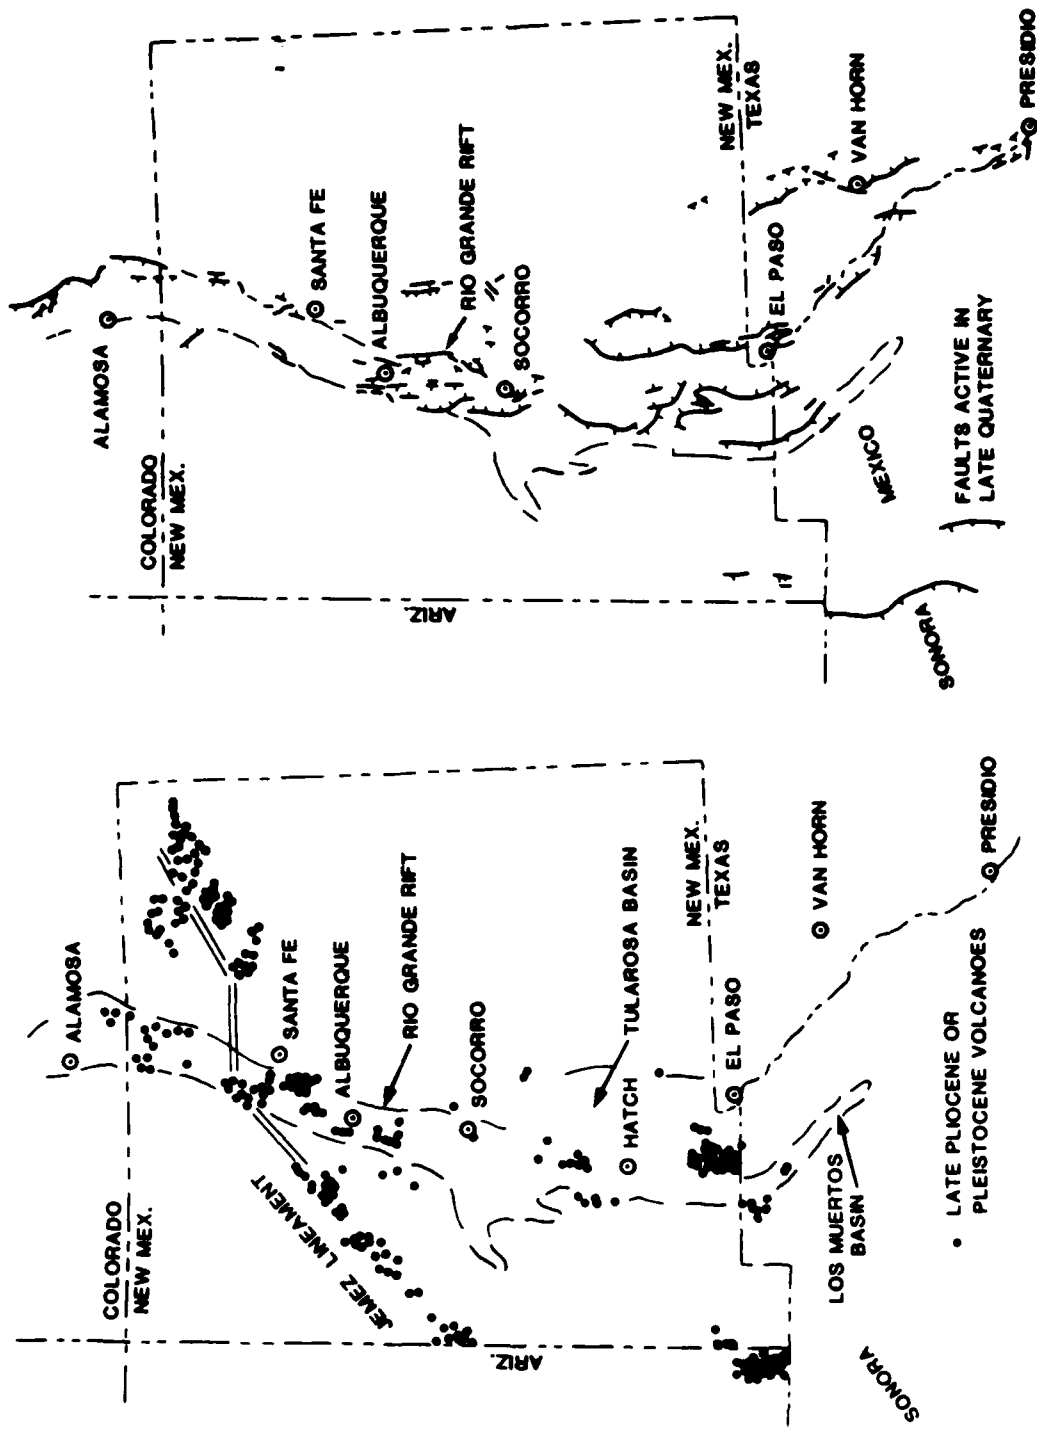 COLORADO
NEW MEX.
ALAMOSA
SANTA FE
ALBUQUERQUE
RIO GRANDE RIFT
SOCORRO
JEMEZ LINEAMENT
ARIZ.
HATCH
TULAROSA BASIN
NEW MEX.
TEXAS
EL PASO
VAN HORN
PRESIDIO
LOS MUERTOS
BASIN
SONORA
LATE PLIOCENE OR
PLEISTOCENE VOLCANOES
COLORADO
NEW MEX.
ALAMOSA
SANTA FE
ALBUQUERQUE
RIO GRANDE RIFT
SOCORRO
ARIZ.
NEW MEX.
TEXAS
EL PASO
VAN HORN
PRESIDIO
MEXICO
SONORA
FAULTS ACTIVE IN
LATE QUATERNARY